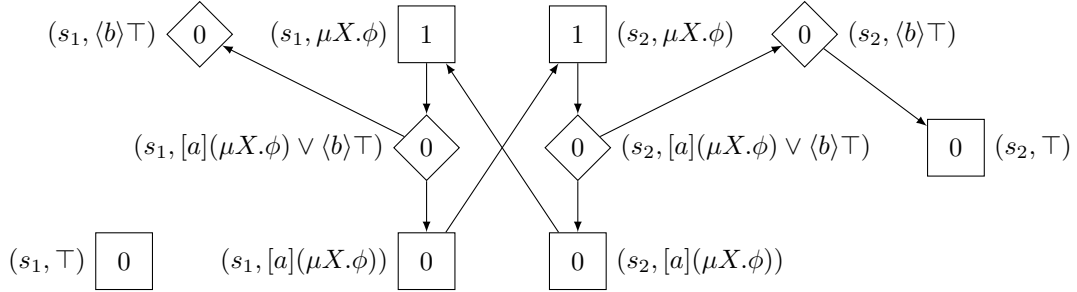 (s₁, ⟨b⟩⊤) 0 (s₁, μX.ϕ) 1 1 (s₂, μX.ϕ) 0 (s₂, ⟨b⟩⊤)
(s₁, [a](μX.ϕ) ∨ ⟨b⟩⊤) 0 0 (s₂, [a](μX.ϕ) ∨ ⟨b⟩⊤) 0 (s₂, ⊤)
(s₁, ⊤) 0 (s₁, [a](μX.ϕ)) 0 0 (s₂, [a](μX.ϕ))